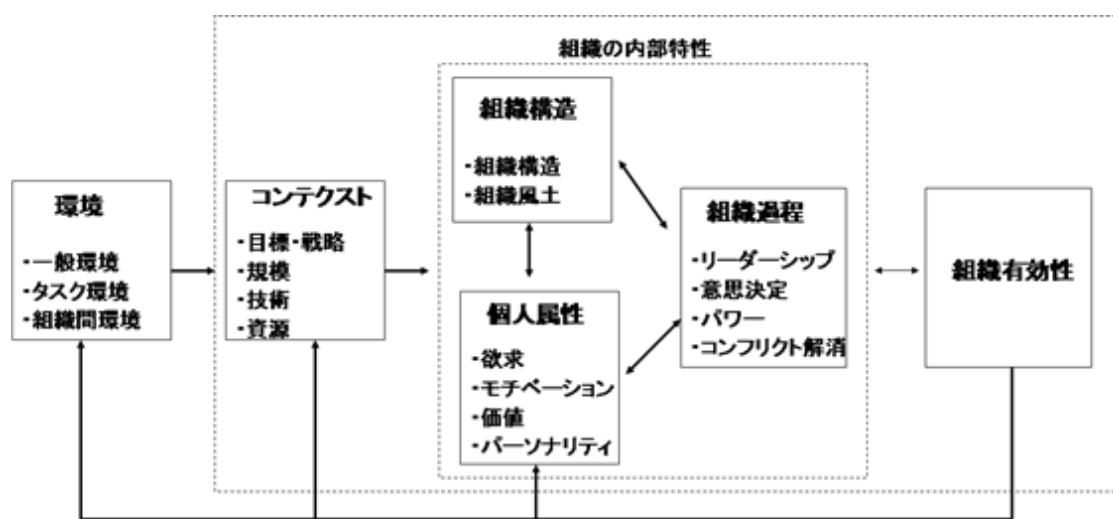 組織の内部特性
環境
・一般環境
・タスク環境
・組織間環境
コンテクスト
・目標・戦略
・規模
・技術
・資源
組織構造
・組織構造
・組織風土
個人属性
・欲求
・モチベーション
・価値
・パーソナリティ
組織過程
・リーダーシップ
・意思決定
・パワー
・コンフリクト解消
組織有効性